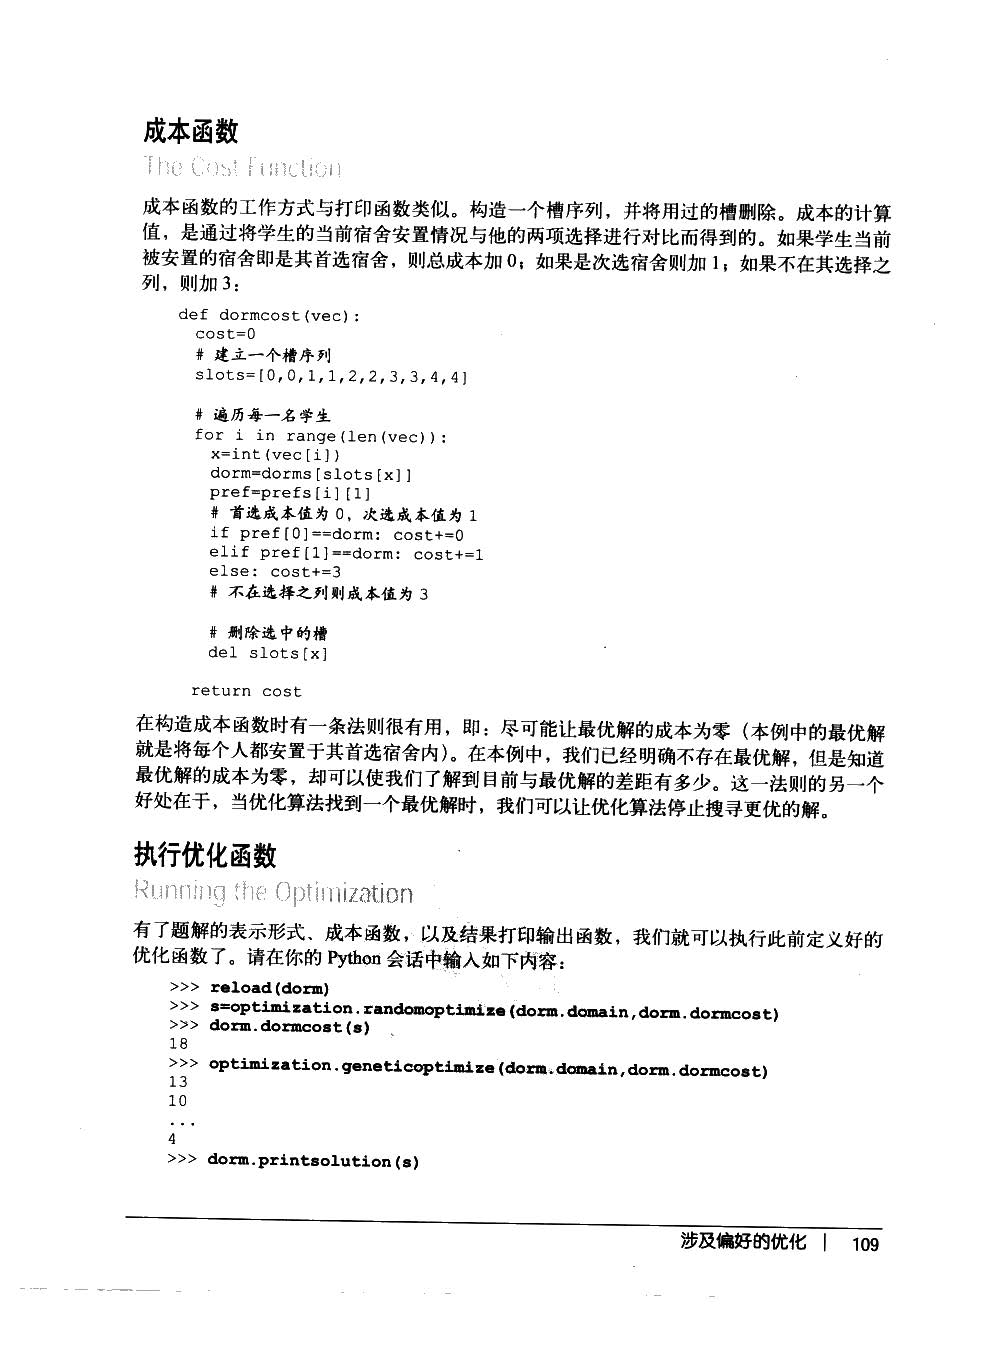 成本函数
The Cost Function
成本函数的工作方式与打印函数类似。构造一个槽序列，并将用过的槽删除。成本的计算
值，是通过将学生的当前宿舍安置情况与他的两项选择进行对比而得到的。如果学生当前
被安置的宿舍即是其首选宿舍，则总成本加 0；如果是次选宿舍则加 1；如果不在其选择之
列，则加 3：
def dormcost(vec):
cost=0
# 建立一个槽序列
slots=[0,0,1,1,2,2,3,3,4,4]
# 遍历每一名学生
for i in range(len(vec)):
x=int(vec[i])
dorm=dorms[slots[x]]
pref=prefs[i][1]
# 首选成本值为 0，次选成本值为 1
if pref[0]==dorm: cost+=0
elif pref[1]==dorm: cost+=1
else: cost+=3
# 不在选择之列则成本值为 3
# 删除选中的槽
del slots[x]
return cost
在构造成本函数时有一条法则很有用，即：尽可能让最优解的成本为零（本例中的最优解
就是将每个人都安置于其首选宿舍内）。在本例中，我们已经明确不存在最优解，但是知道
最优解的成本为零，却可以使我们了解到目前与最优解的差距有多少。这一法则的另一个
好处在于，当优化算法找到一个最优解时，我们可以让优化算法停止搜寻更优的解。
执行优化函数
Running the Optimization
有了题解的表示形式、成本函数，以及结果打印输出函数，我们就可以执行此前定义好的
优化函数了。请在你的 Python 会话中输入如下内容：
>>> reload(dorm)
>>> s=optimization.randomoptimize(dorm.domain,dorm.dormcost)
>>> dorm.dormcost(s)
18
>>> optimization.geneticoptimize(dorm.domain,dorm.dormcost)
13
10
...
4
>>> dorm.printsolution(s)
涉及偏好的优化 | 109